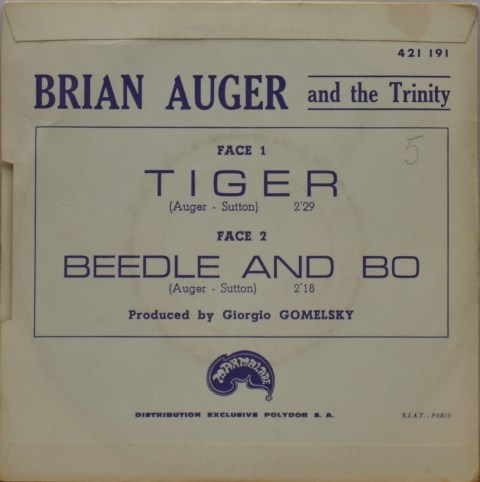 421 191
BRIAN AUGER and the Trinity
5
FACE 1
TIGER
(Auger - Sutton) 2'29
FACE 2
BEEDLE AND BO
(Auger - Sutton) 2'18
Produced by Giorgio GOMELSKY
MARMALADE
DISTRIBUTION EXCLUSIVE POLYDOR S. A.
B.I.A.T. - PARIS